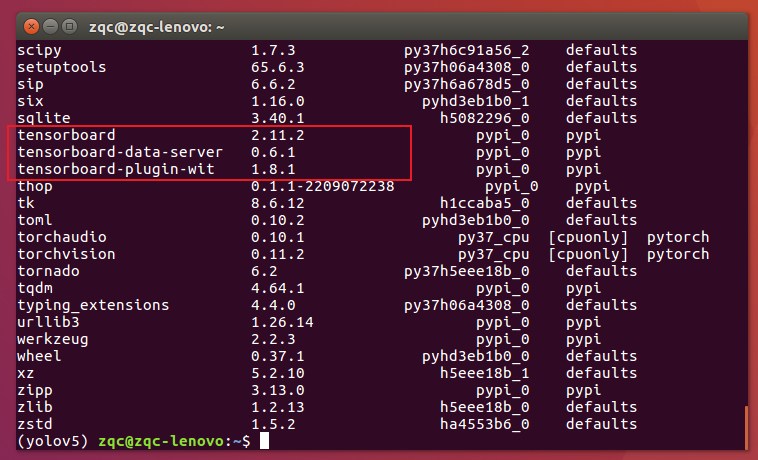 zqc@zqc-lenovo: ~
scipy 1.7.3 py37h6c91a56_2 defaults
setuptools 65.6.3 py37h06a4308_0 defaults
sip 6.6.2 py37h6a678d5_0 defaults
six 1.16.0 pyhd3eb1b0_1 defaults
sqlite 3.40.1 h5082296_0 defaults
tensorboard 2.11.2 pypi_0 pypi
tensorboard-data-server 0.6.1 pypi_0 pypi
tensorboard-plugin-wit 1.8.1 pypi_0 pypi
thop 0.1.1-2209072238 pypi_0 pypi
tk 8.6.12 h1ccaba5_0 defaults
toml 0.10.2 pyhd3eb1b0_0 defaults
torchaudio 0.10.1 py37_cpu [cpuonly] pytorch
torchvision 0.11.2 py37_cpu [cpuonly] pytorch
tornado 6.2 py37h5eee18b_0 defaults
tqdm 4.64.1 pypi_0 pypi
typing_extensions 4.4.0 py37h06a4308_0 defaults
urllib3 1.26.14 pypi_0 pypi
werkzeug 2.2.3 pypi_0 pypi
wheel 0.37.1 pyhd3eb1b0_0 defaults
xz 5.2.10 h5eee18b_1 defaults
zipp 3.13.0 pypi_0 pypi
zlib 1.2.13 h5eee18b_0 defaults
zstd 1.5.2 ha4553b6_0 defaults
(yolov5) zqc@zqc-lenovo:~$